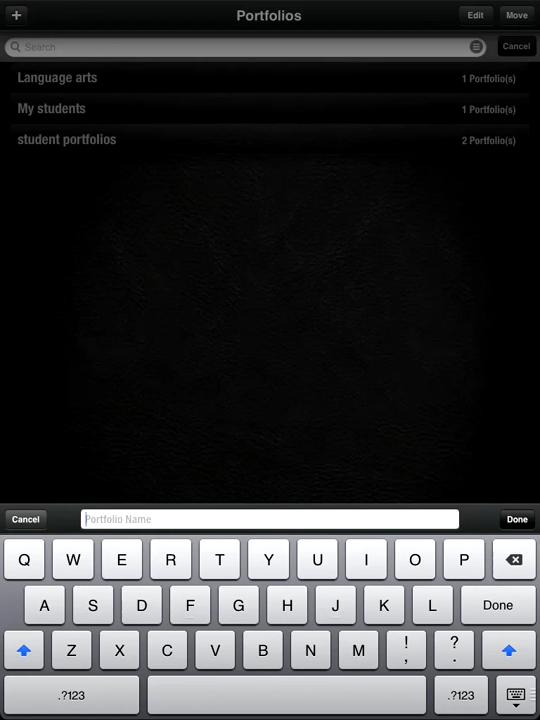 + Portfolios Edit Move
Search Cancel
Language arts 1 Portfolio(s)
My students 1 Portfolio(s)
student portfolios 2 Portfolio(s)
Cancel Portfolio Name Done
Q W E R T Y U I O P
A S D F G H J K L Done
Z X C V B N M ! , ? .
.?123 .?123